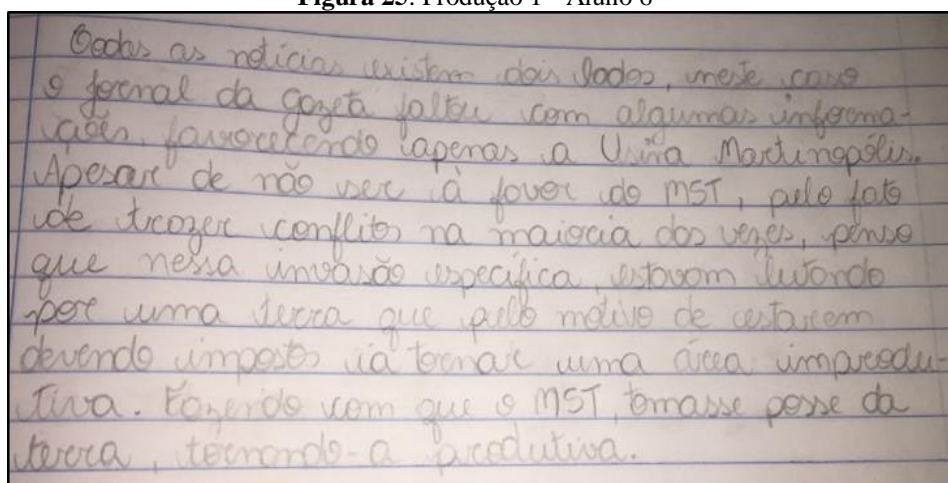 Figura 25: Produção 1 – Aluno 6
Todas as notícias existem dois lados, neste caso
o jornal da gazeta faltou com algumas informa-
ções, favorecendo apenas a Usina Martinopólis.
Apesar de não ser à favor do MST, pelo fato
de trazer conflitos na maioria das vezes, penso
que nessa invasão específica, estavam lutando
por uma terra que pelo motivo de estarem
devendo impostos ia tornar uma área improdu-
tiva. Fazendo com que o MST, tomasse posse da
terra, tornando-a produtiva.